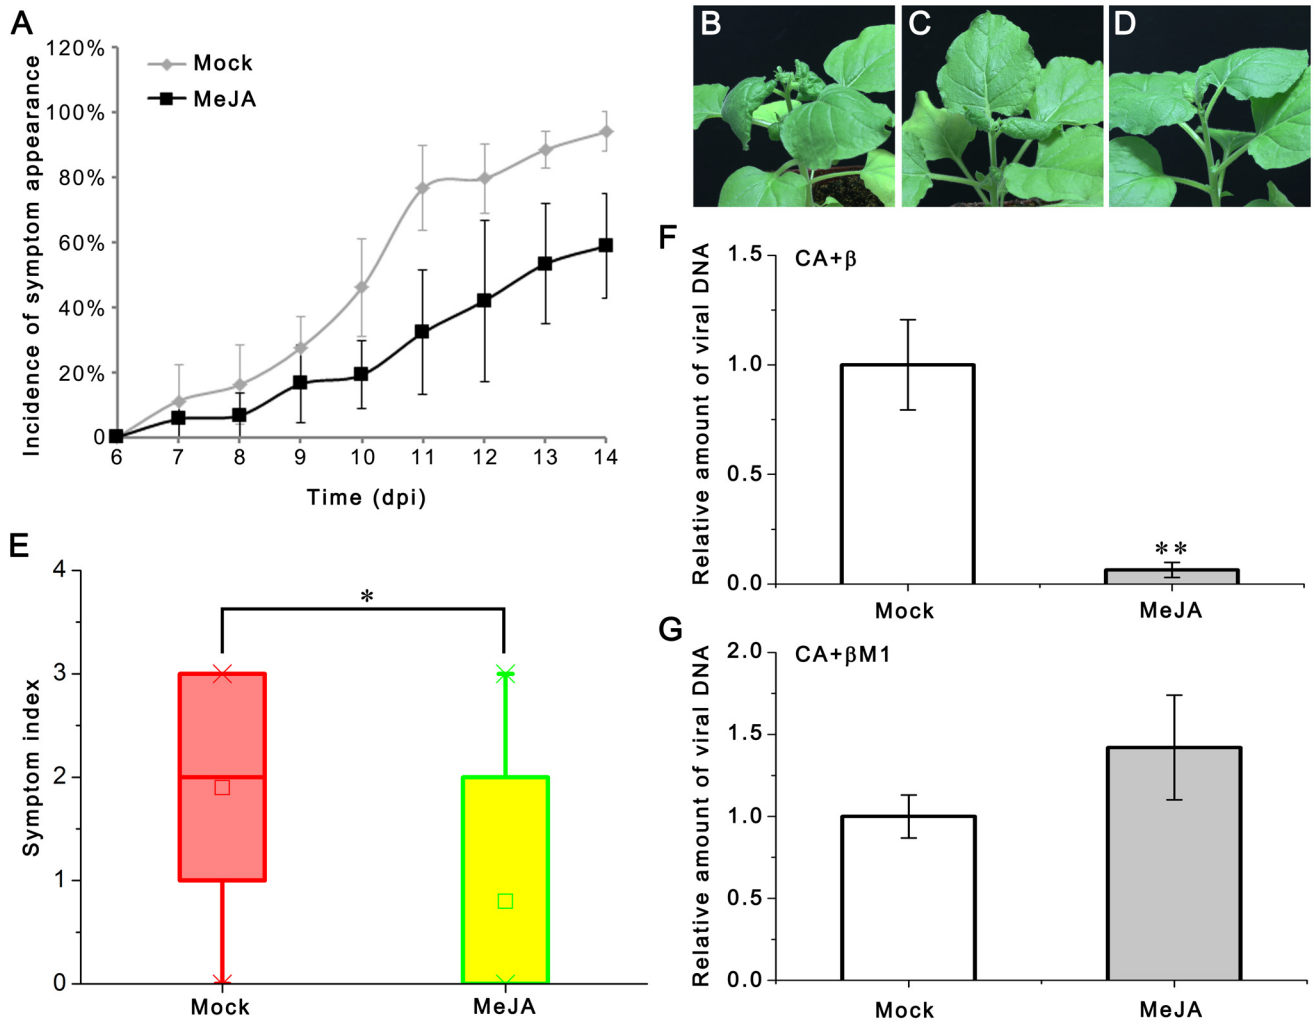 A
Incidence of symptom appearance
120%
100%
80%
60%
40%
20%
0
Mock
MeJA
6 7 8 9 10 11 12 13 14
Time (dpi)
B
C
D
E
Symptom index
4
3
2
1
0
*
Mock MeJA
F
Relative amount of viral DNA
1.5
1.0
0.5
0.0
CA+β
**
Mock MeJA
G
Relative amount of viral DNA
2.0
1.5
1.0
0.5
0.0
CA+βM1
Mock MeJA